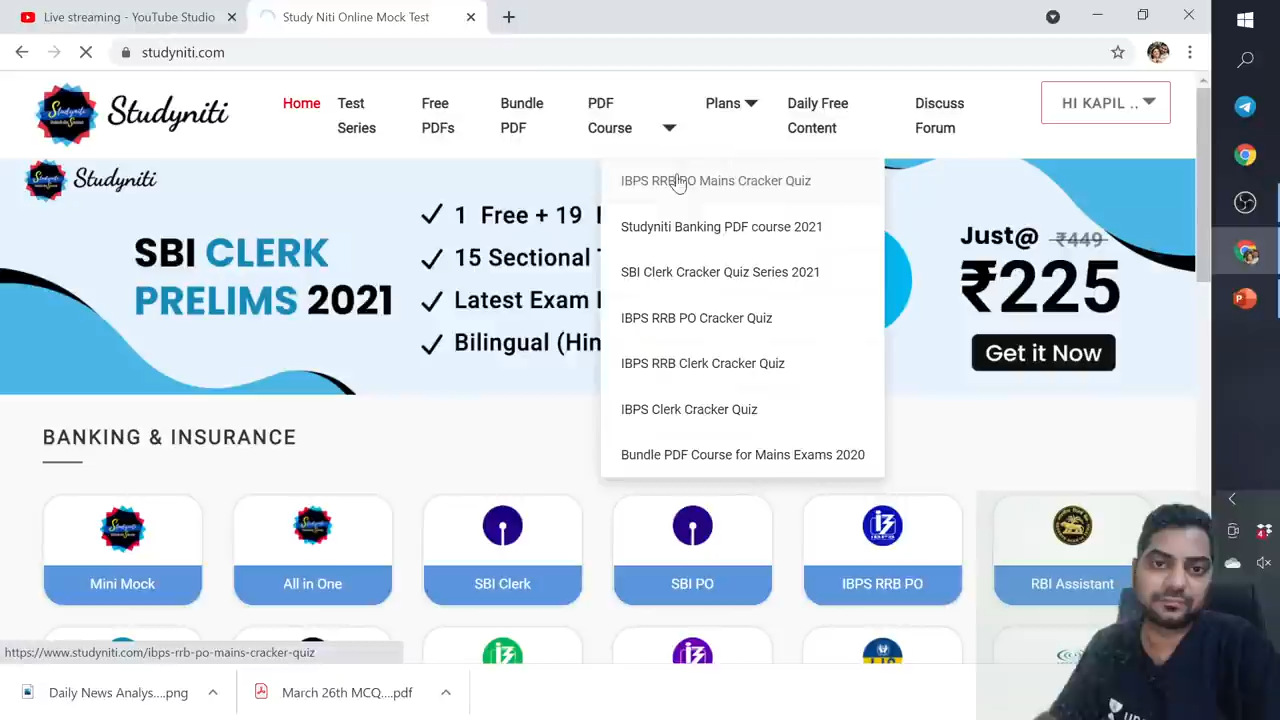 Live streaming - YouTube Studio
Study Niti Online Mock Test
studyniti.com
Studyniti
Home
Test Series
Free PDFs
Bundle PDF
PDF Course
Plans
Daily Free Content
Discuss Forum
HI KAPIL ..
Studyniti
SBI CLERK
PRELIMS 2021
1 Free + 19
15 Sectional
Latest Exam
Bilingual (Hin
Just@ ₹449
₹225
Get it Now
IBPS RRB PO Mains Cracker Quiz
Studyniti Banking PDF course 2021
SBI Clerk Cracker Quiz Series 2021
IBPS RRB PO Cracker Quiz
IBPS RRB Clerk Cracker Quiz
IBPS Clerk Cracker Quiz
Bundle PDF Course for Mains Exams 2020
BANKING & INSURANCE
Mini Mock
All in One
SBI Clerk
SBI PO
IBPS RRB PO
RBI Assistant
https://www.studyniti.com/ibps-rrb-po-mains-cracker-quiz
Daily News Analys....png
March 26th MCQ....pdf